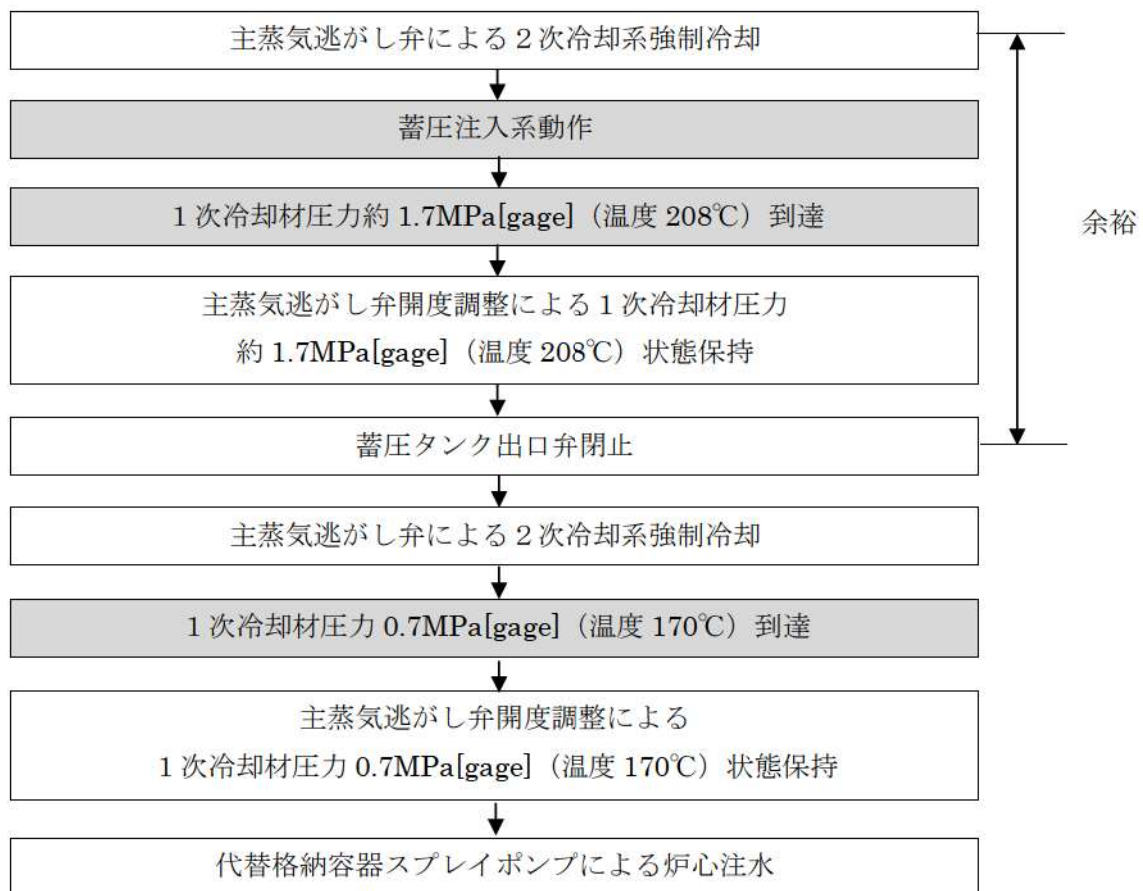 主蒸気逃がし弁による２次冷却系強制冷却
蓄圧注入系動作
１次冷却材圧力約 1.7MPa[gage]（温度 208℃）到達
余裕
主蒸気逃がし弁開度調整による１次冷却材圧力
約 1.7MPa[gage]（温度 208℃）状態保持
蓄圧タンク出口弁閉止
主蒸気逃がし弁による２次冷却系強制冷却
１次冷却材圧力 0.7MPa[gage]（温度 170℃）到達
主蒸気逃がし弁開度調整による
１次冷却材圧力 0.7MPa[gage]（温度 170℃）状態保持
代替格納容器スプレイポンプによる炉心注水